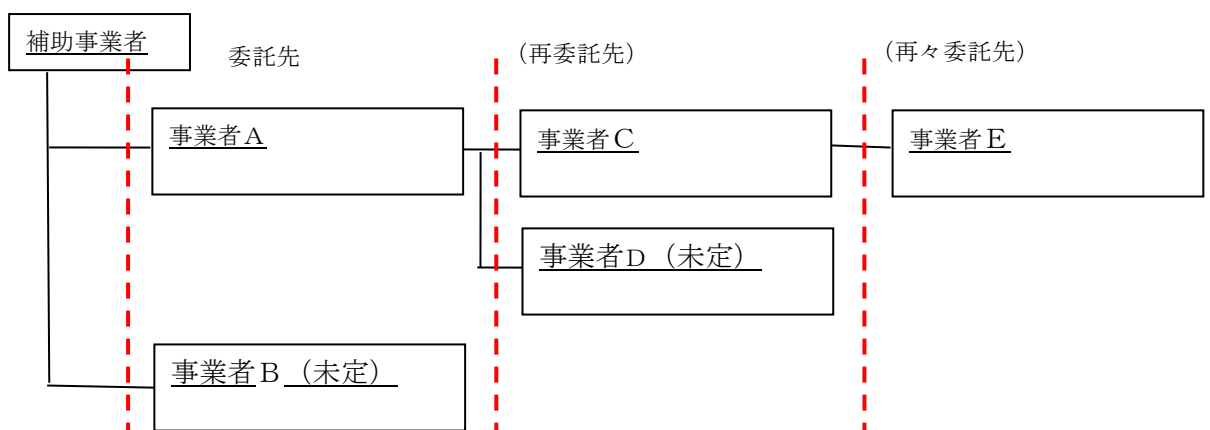 補助事業者
委託先
（再委託先）
（再々委託先）
事業者A
事業者C
事業者E
事業者D（未定）
事業者B（未定）